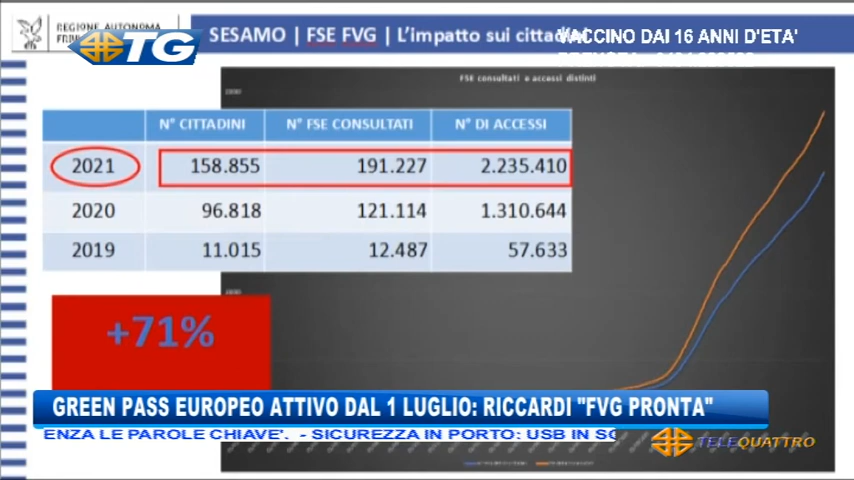 REGIONE AUTONOMA
TG
SESAMO | FSE FVG | L'impatto sui
VACCINO DAI 16 ANNI D'ETA'
FSE consultati e accessi distinti
N° CITTADINI N° FSE CONSULTATI N° DI ACCESSI
2021 158.855 191.227 2.235.410
2020 96.818 121.114 1.310.644
2019 11.015 12.487 57.633
+71%
GREEN PASS EUROPEO ATTIVO DAL 1 LUGLIO: RICCARDI "FVG PRONTA"
ENZA LE PAROLE CHIAVE'. - SICUREZZA IN PORTO: USB IN SC
TELEQUATTRO